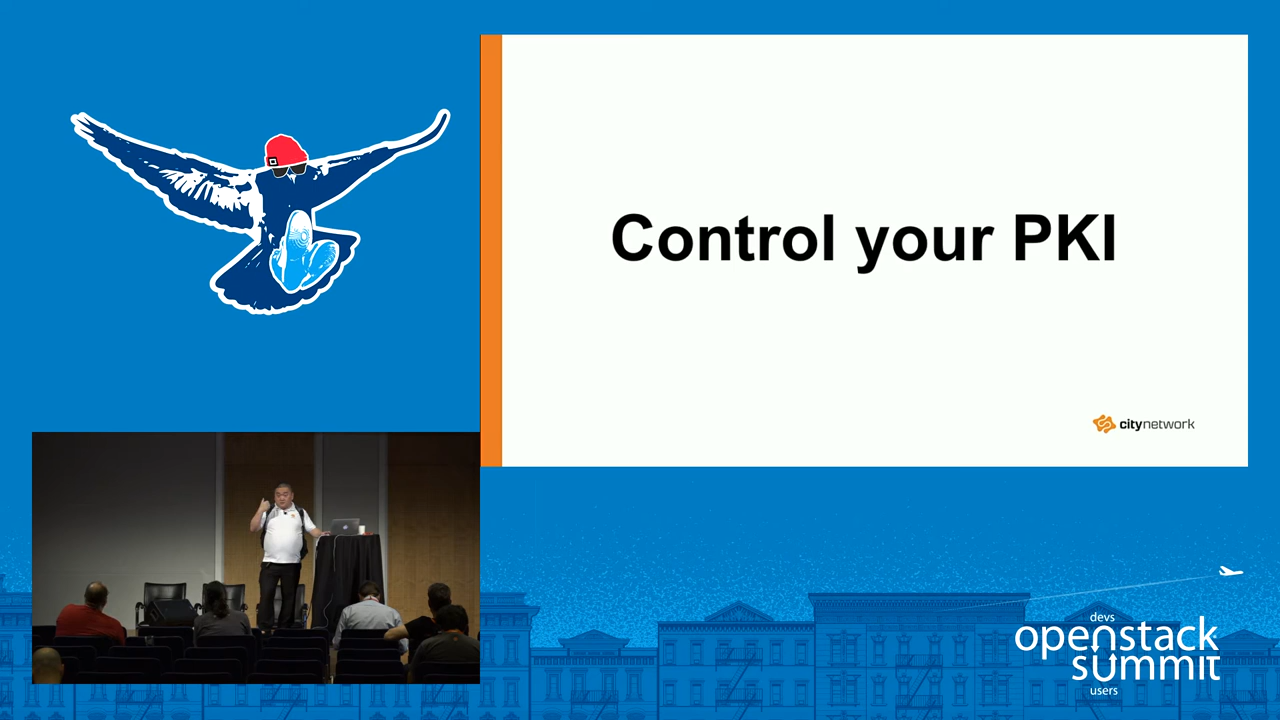 Control your PKI
citynetwork
devs
openstack
summit
users